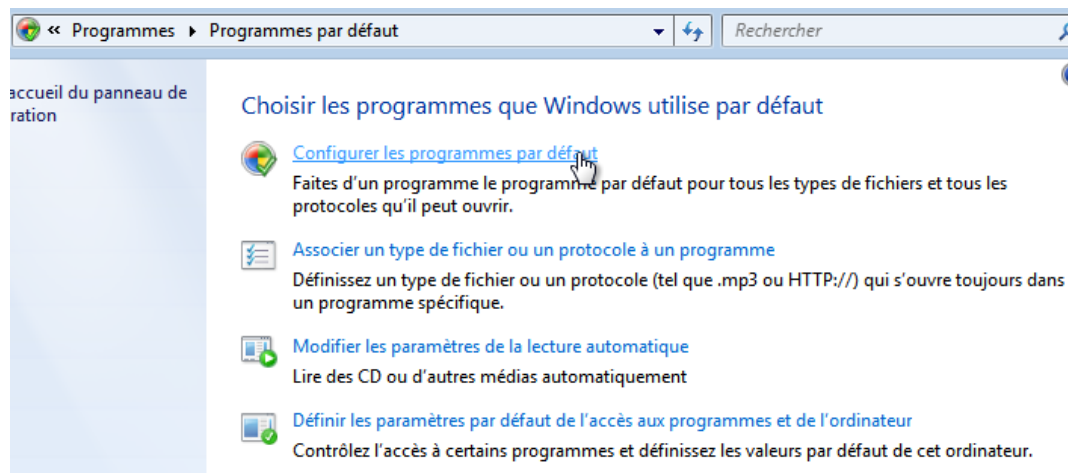 « Programmes ▸ Programmes par défaut
Rechercher
accueil du panneau de
ration
Choisir les programmes que Windows utilise par défaut
Configurer les programmes par défaut
Faites d'un programme le programme par défaut pour tous les types de fichiers et tous les
protocoles qu'il peut ouvrir.
Associer un type de fichier ou un protocole à un programme
Définissez un type de fichier ou un protocole (tel que .mp3 ou HTTP://) qui s'ouvre toujours dans
un programme spécifique.
Modifier les paramètres de la lecture automatique
Lire des CD ou d'autres médias automatiquement
Définir les paramètres par défaut de l'accès aux programmes et de l'ordinateur
Contrôlez l'accès à certains programmes et définissez les valeurs par défaut de cet ordinateur.